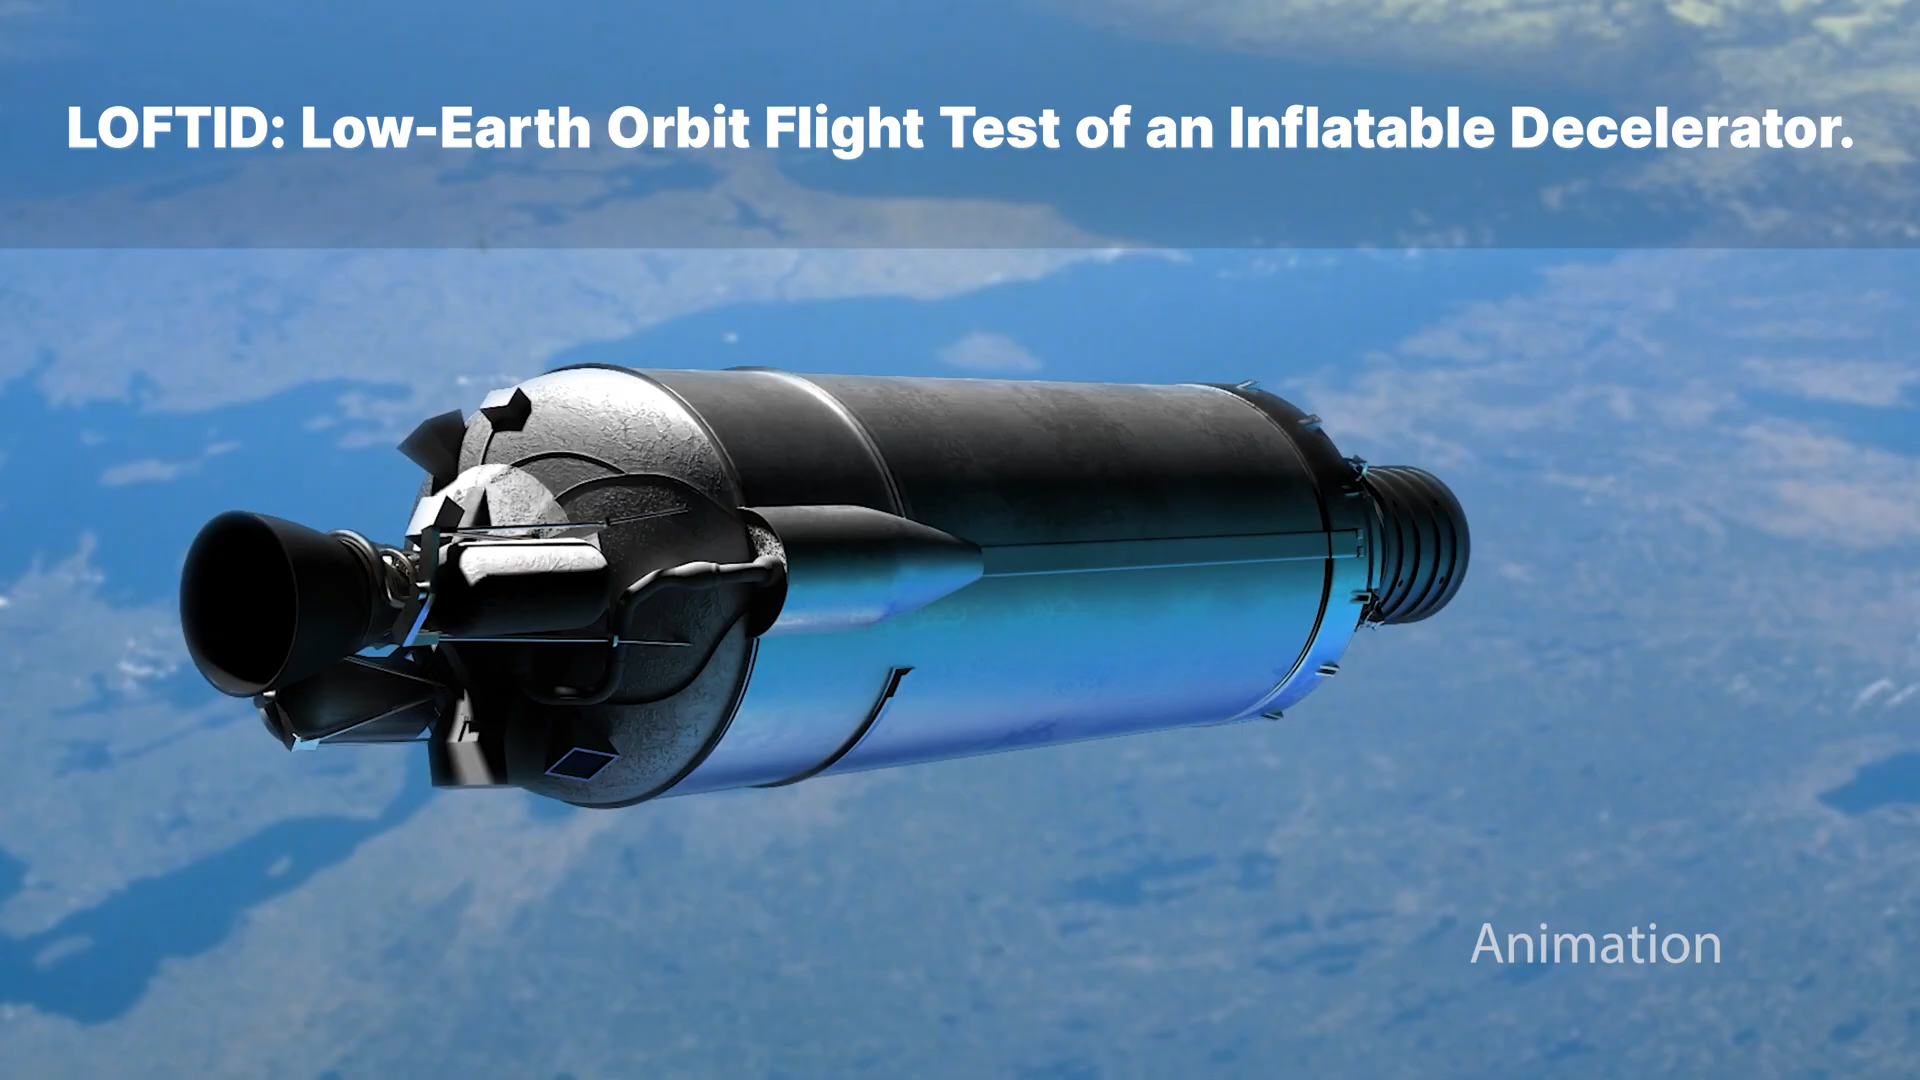 LOFTID: Low-Earth Orbit Flight Test of an Inflatable Decelerator.
Animation